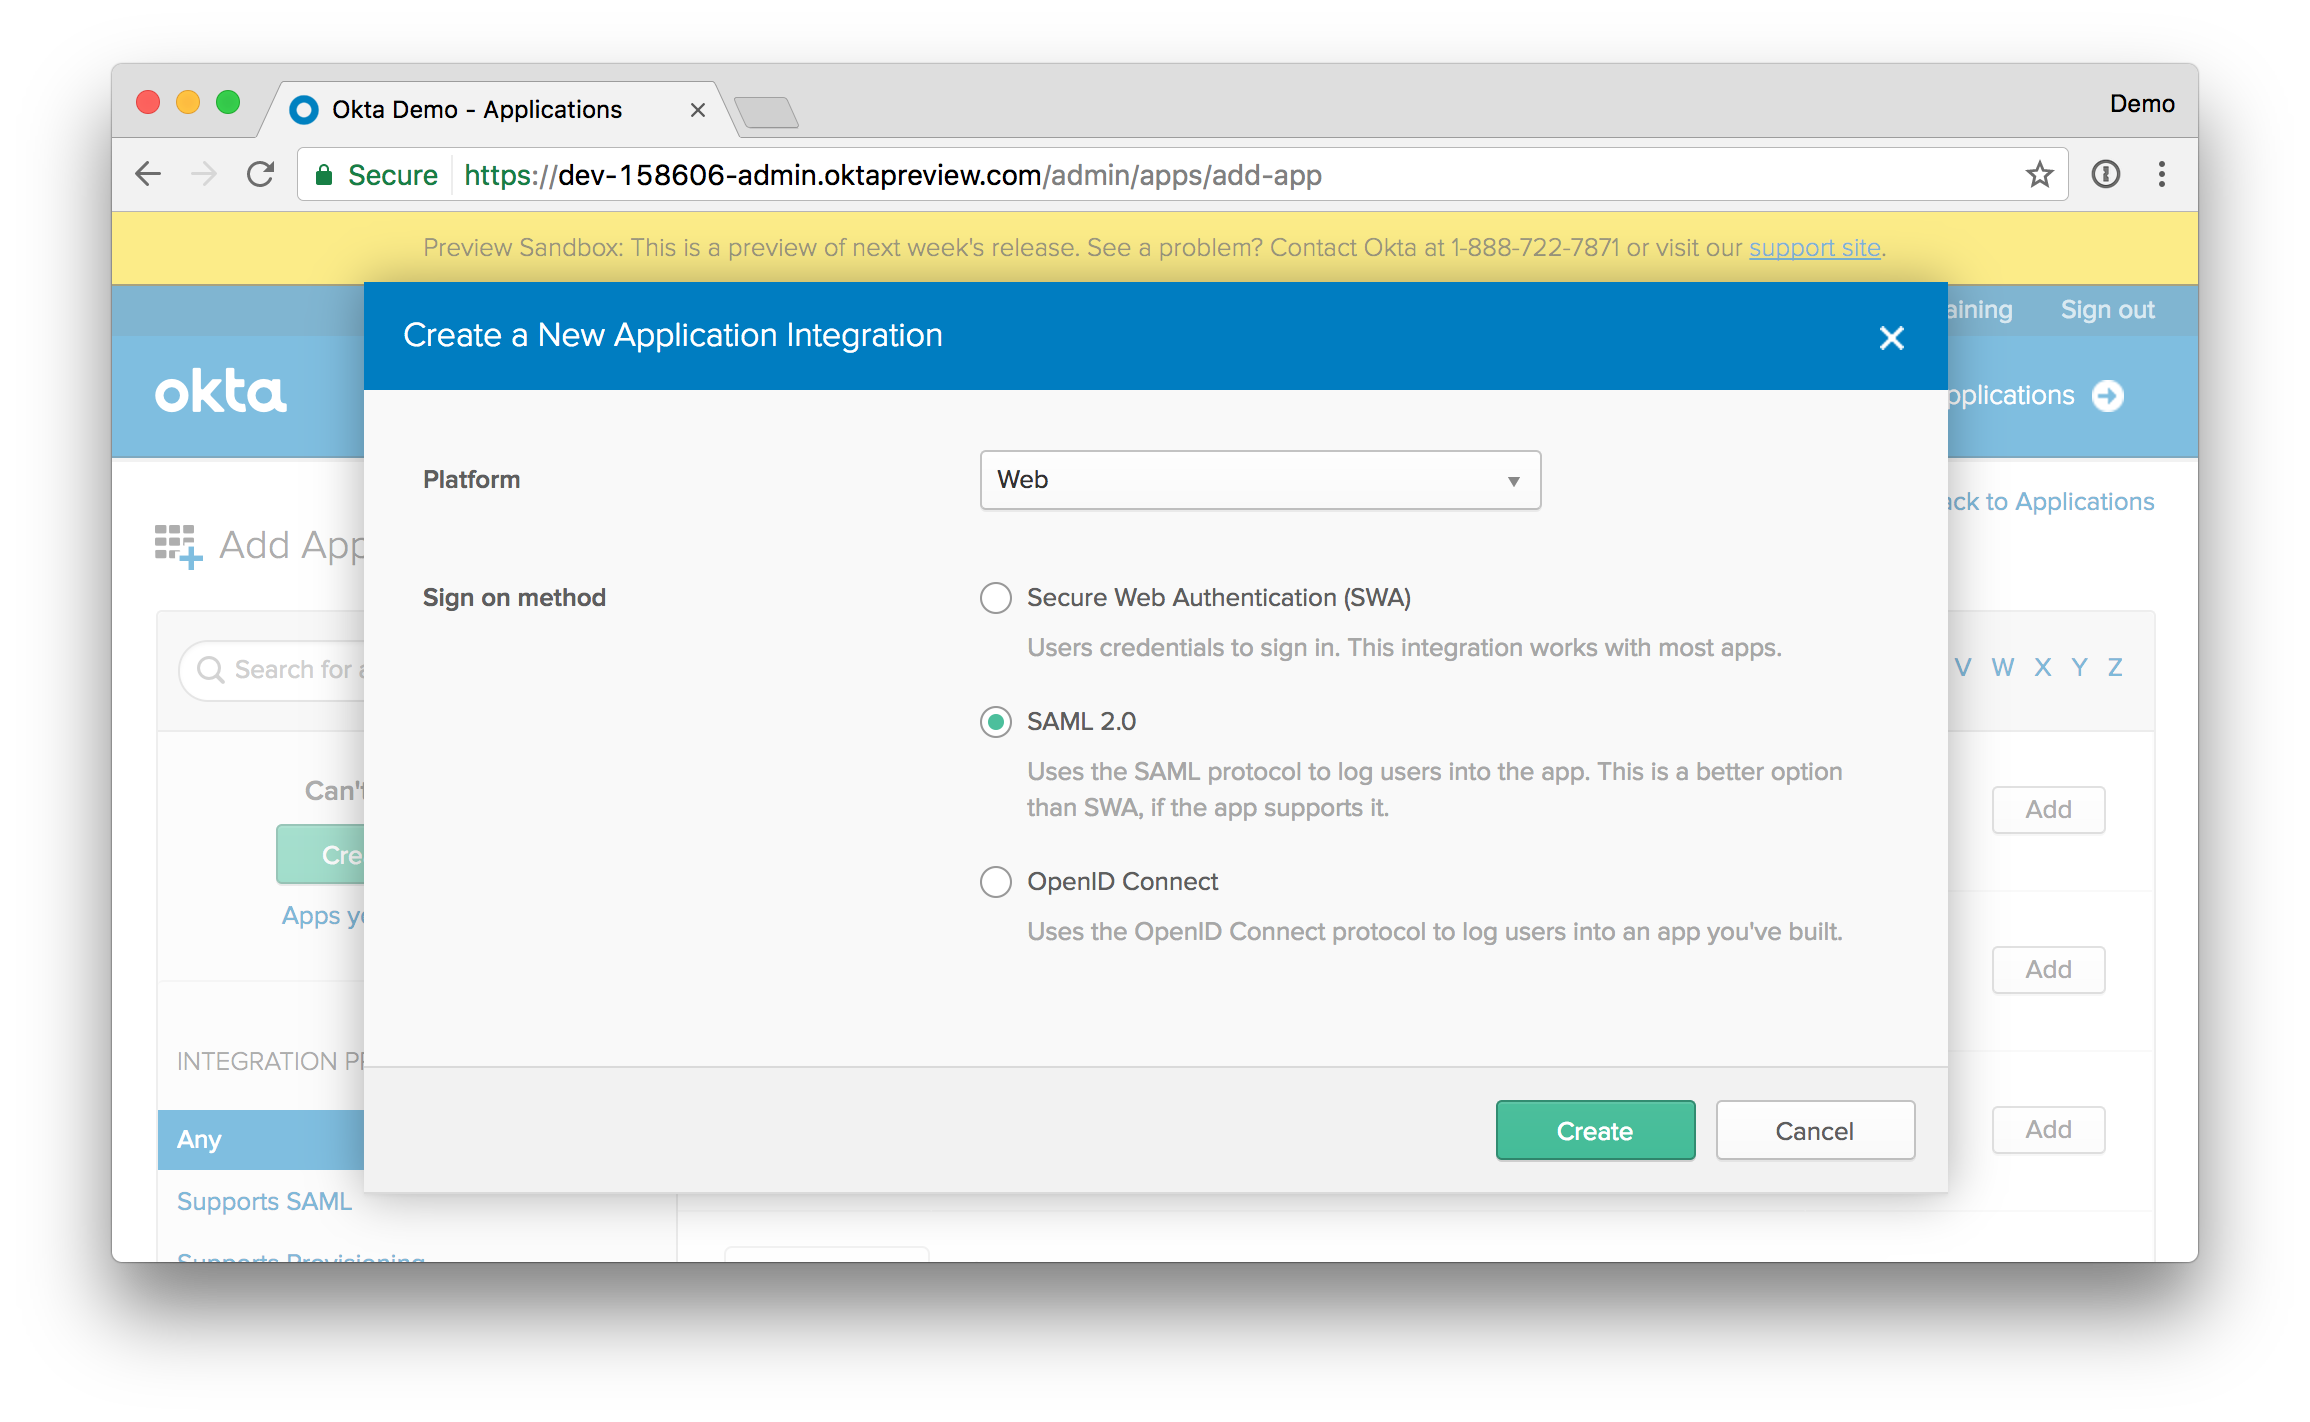 Okta Demo - Applications
Demo
Secure https://dev-158606-admin.oktapreview.com/admin/apps/add-app
Preview Sandbox: This is a preview of next week's release. See a problem? Contact Okta at 1-888-722-7871 or visit our support site.
aining Sign out
okta
pplications
Create a New Application Integration
ack to Applications
Add App
Platform
Web
Sign on method
Secure Web Authentication (SWA)
Users credentials to sign in. This integration works with most apps.
SAML 2.0
Uses the SAML protocol to log users into the app. This is a better option
than SWA, if the app supports it.
OpenID Connect
Uses the OpenID Connect protocol to log users into an app you've built.
Create
Cancel
Search for a
V W X Y Z
Can't
Cre
Apps yo
Add
Add
Add
INTEGRATION PR
Any
Supports SAML
Supports Provisioning